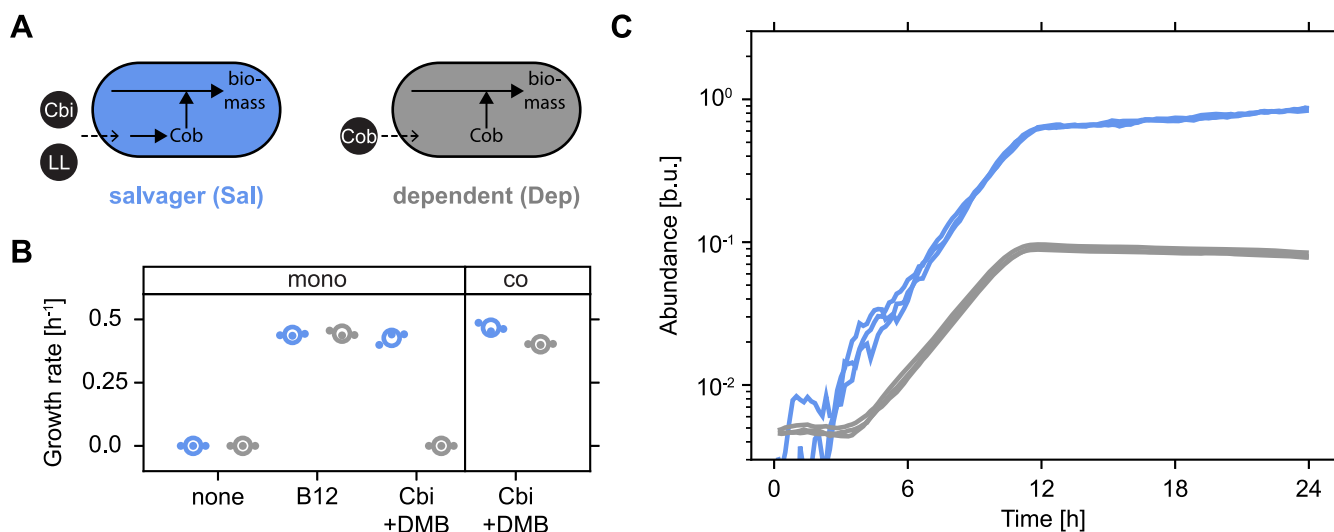 A
Cbi
LL
bio-
mass
Cob
salvager (Sal)
Cob
bio-
mass
Cob
dependent (Dep)
B
mono
co
Growth rate [h⁻¹]
0.5
0.25
0.0
none
B12
Cbi
+DMB
Cbi
+DMB
C
Abundance [b.u.]
10⁰
10⁻¹
10⁻²
0
6
12
18
24
Time [h]